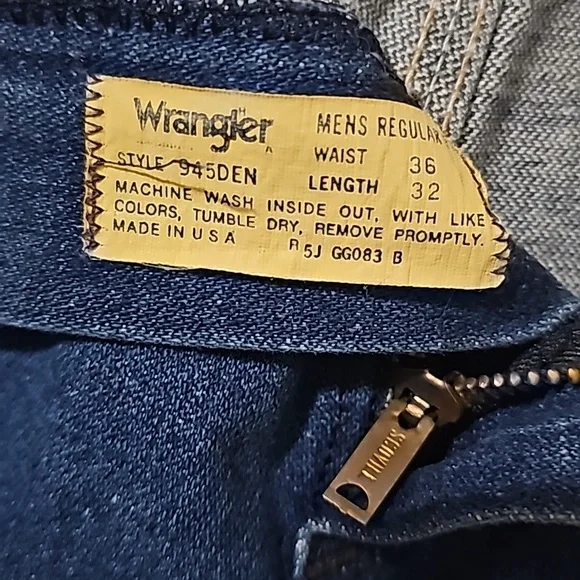 Wrangler
MENS REGULAR
STYLE 945DEN
WAIST 36
LENGTH 32
MACHINE WASH INSIDE OUT, WITH LIKE
COLORS, TUMBLE DRY, REMOVE PROMPTLY.
MADE IN U S A
R 5J GG083 B